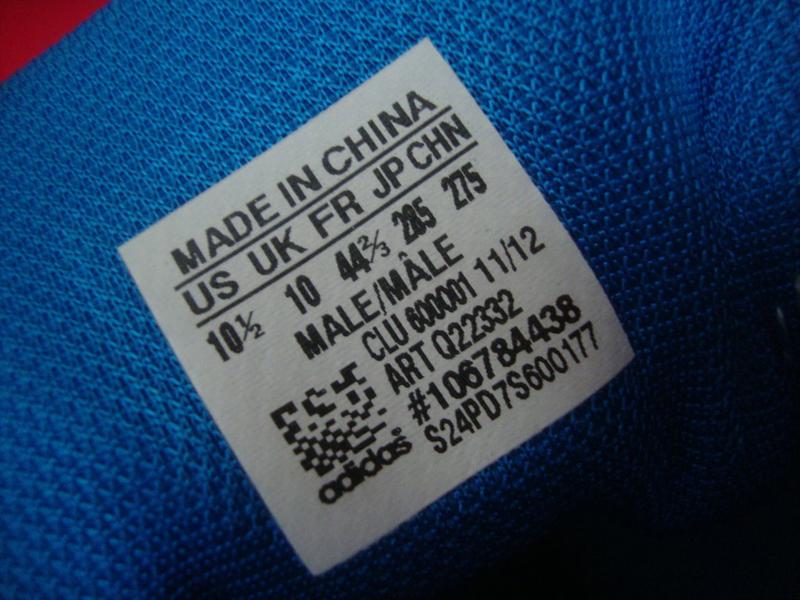 MADE IN CHINA
US UK FR JP CHN
10½ 10 44⅔ 285 275
MALE/MÂLE
CLU 600001 11/12
ART Q22332
#106784438
S24PD7S600177
adidas®